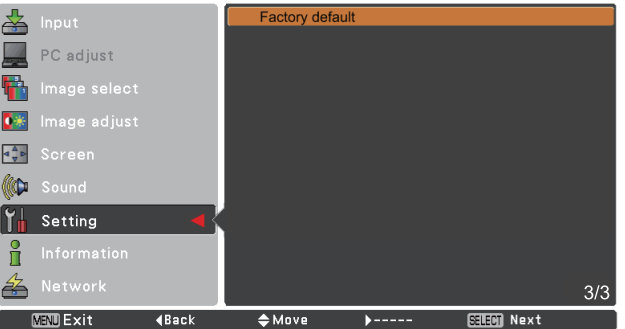 Input
PC adjust
Image select
Image adjust
Screen
Sound
Setting
Information
Network
Factory default
3/3
MENU Exit ◀Back ⬍Move ▶----- SELECT Next